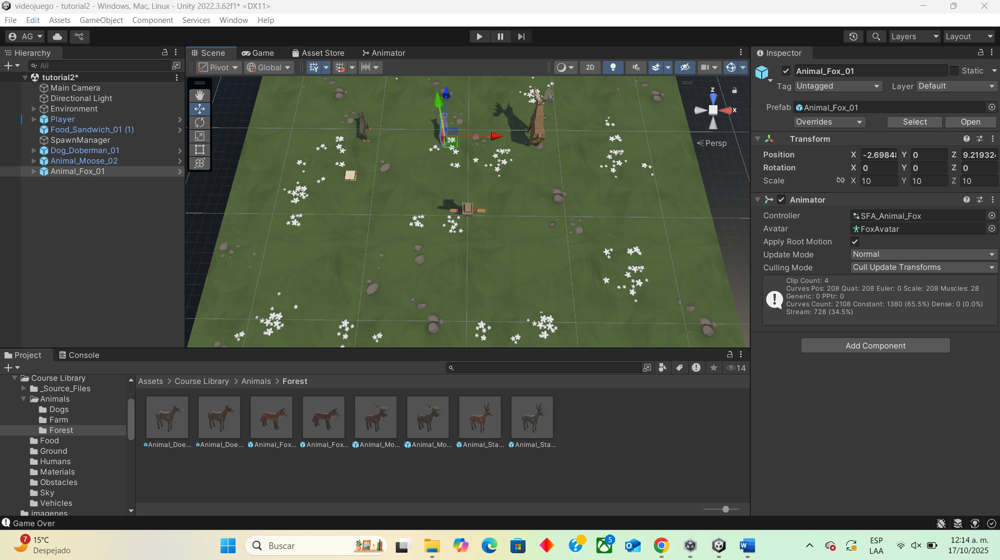 videojuego - tutorial2 - Windows, Mac, Linux - Unity 2022.3.62f1* <DX11>
File Edit Assets GameObject Component Services Window Help
AG
Layers
Layout
Hierarchy
All
tutorial2*
Main Camera
Directional Light
Environment
Player
Food_Sandwich_01 (1)
SpawnManager
Dog_Doberman_01
Animal_Moose_02
Animal_Fox_01
Scene
Game
Asset Store
Animator
Pivot
Global
2D
z
x
Persp
Inspector
Animal_Fox_01
Static
Tag Untagged Layer Default
Prefab Animal_Fox_01
Overrides Select Open
Transform
Position X -2.6984 Y 0 Z 9.219324
Rotation X 0 Y 0 Z 0
Scale X 10 Y 10 Z 10
Animator
Controller SFA_Animal_Fox
Avatar FoxAvatar
Apply Root Motion
Update Mode Normal
Culling Mode Cull Update Transforms
Clip Count: 4
Curves Pos: 208 Quat: 208 Euler: 0 Scale: 208 Muscles: 28
Generic: 0 PPtr: 0
Curves Count: 2108 Constant: 1380 (65.5%) Dense: 0 (0.0%)
Stream: 728 (34.5%)
Add Component
Project
Console
14
Course Library
_Source_Files
Animals
Dogs
Farm
Forest
Food
Ground
Humans
Materials
Obstacles
Sky
Vehicles
imagenes
Assets > Course Library > Animals > Forest
Animal_Doe...
Animal_Doe...
Animal_Fox...
Animal_Fox...
Animal_Mo...
Animal_Mo...
Animal_Sta...
Animal_Sta...
Game Over
7
15°C
Despejado
Buscar
5
ESP
LAA
12:14 a. m.
17/10/2025